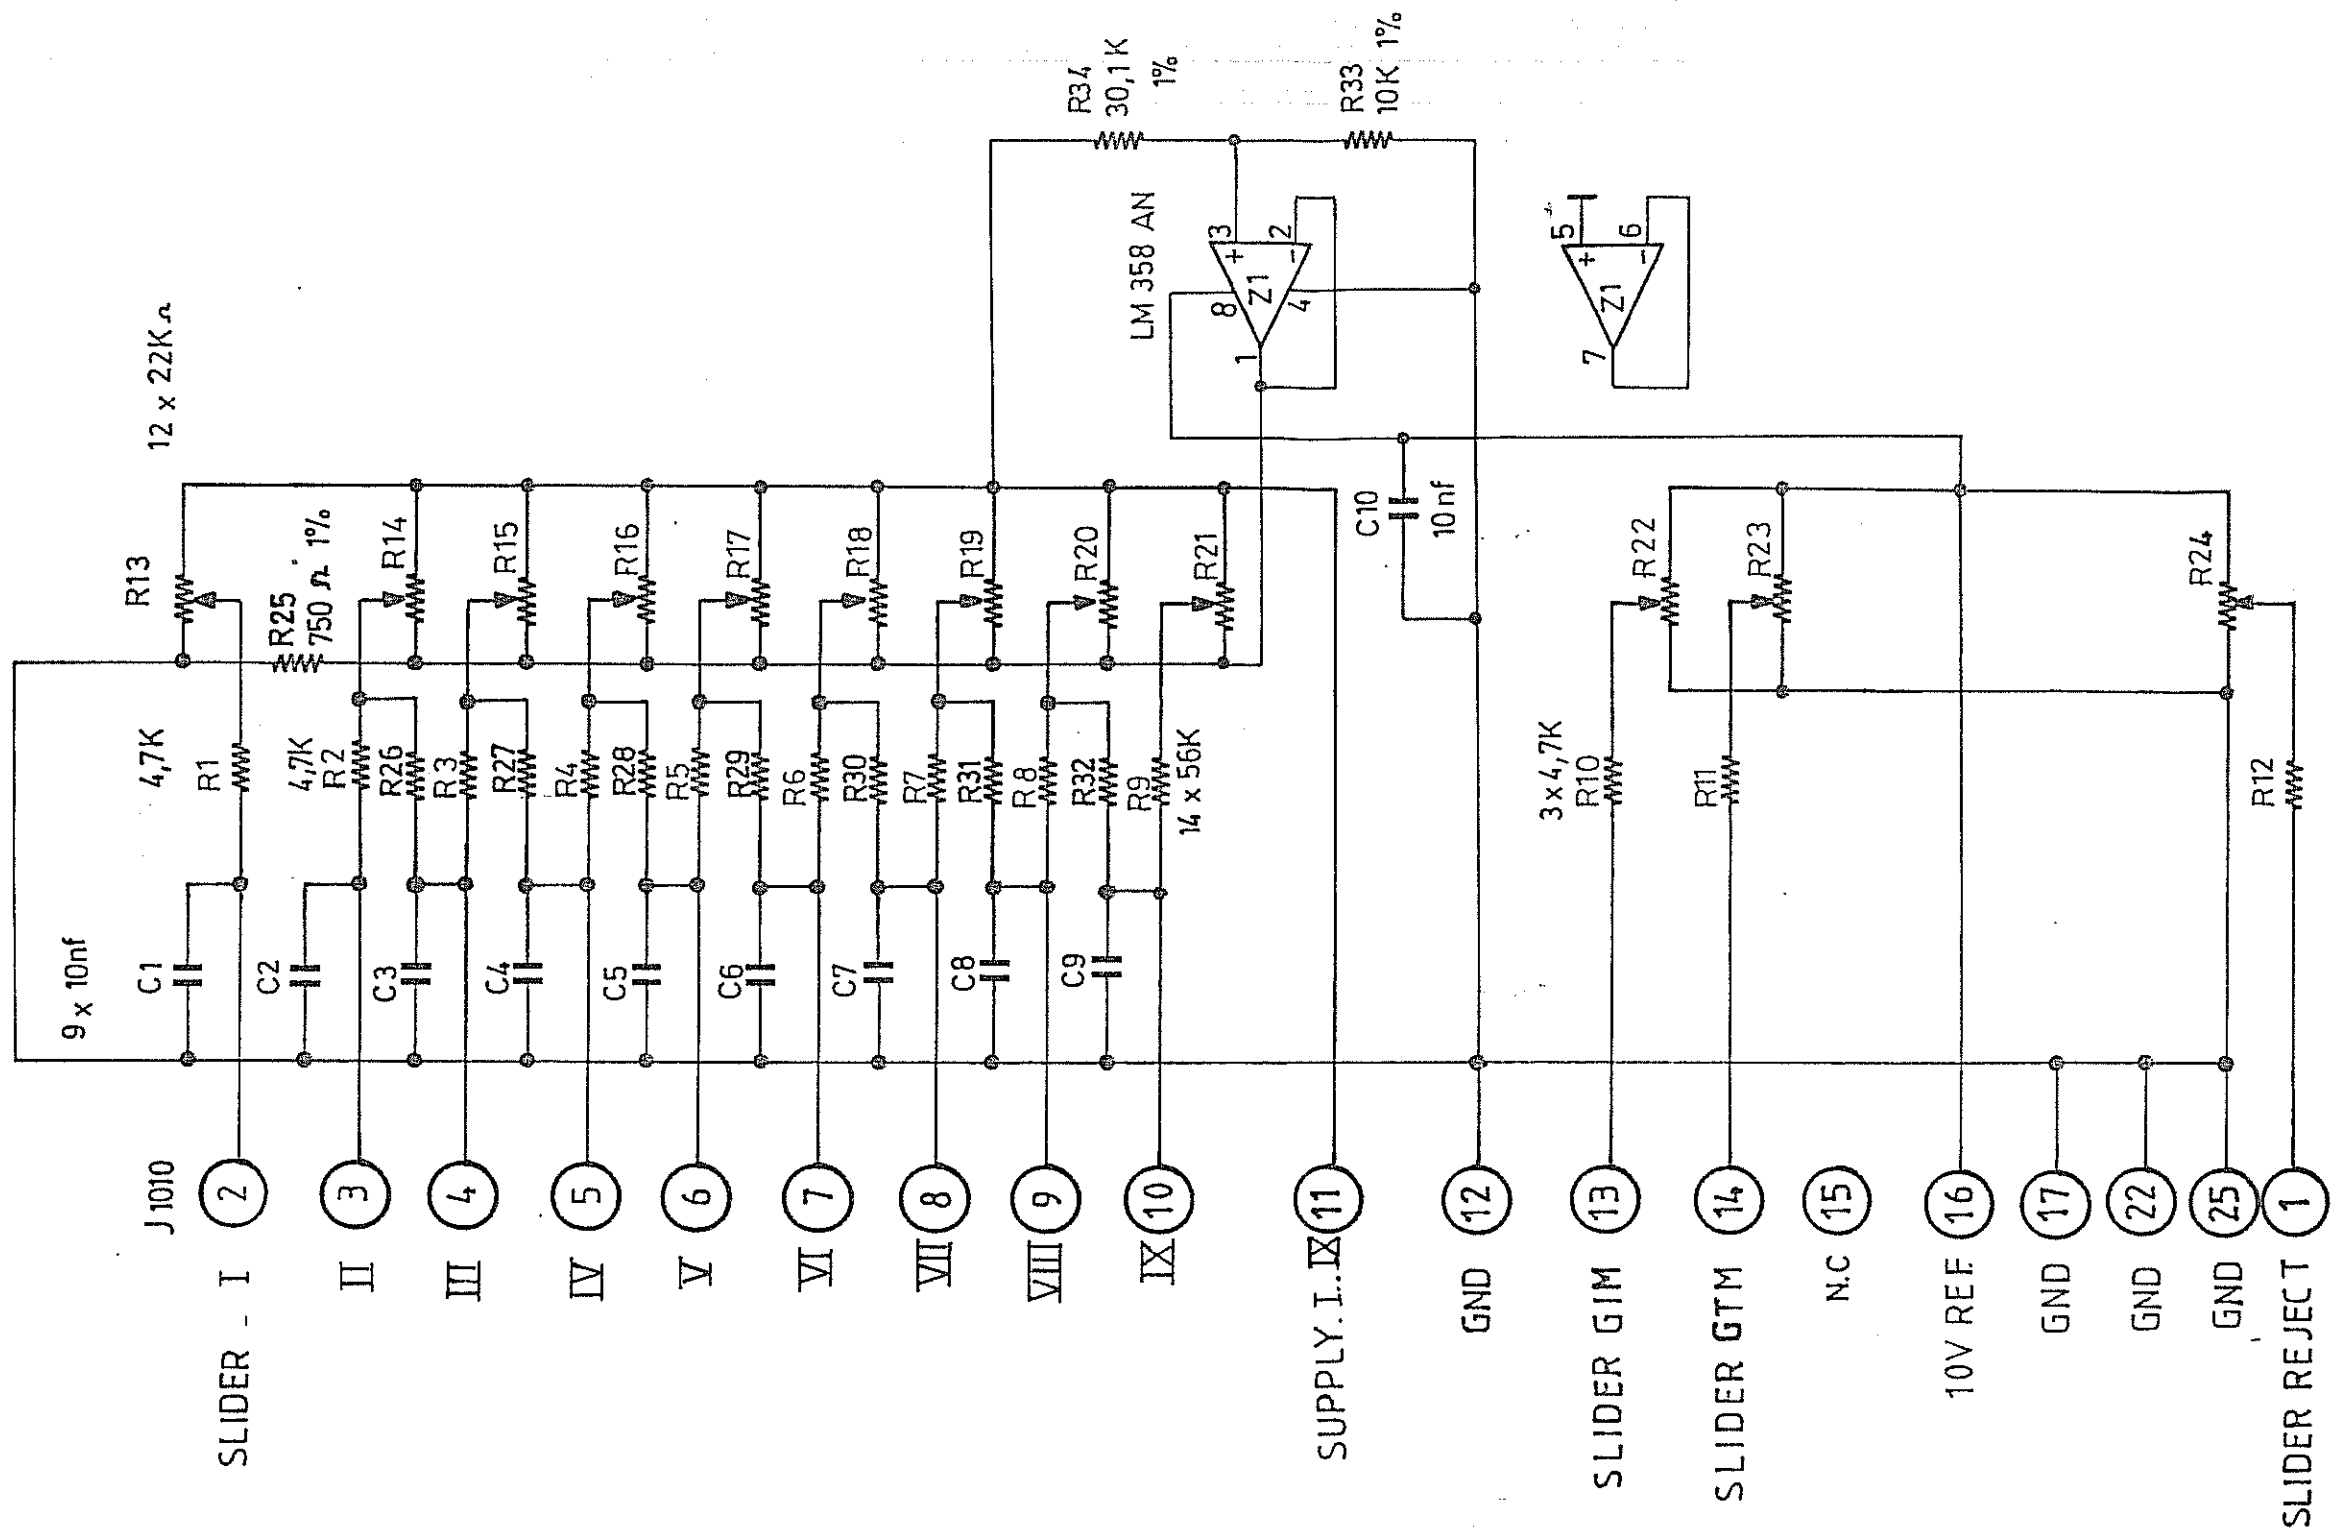 12 x 22KΩ
R34
30,1K
1%
R33
10K 1%
LM 358 AN
3
+
2
-
8
Z1
4
1
5
+
6
-
Z1
7
R13
R25
750 Ω 1%
R14
R15
R16
R17
R18
R19
R20
R21
C10
10nf
R22
R23
R24
4,7K
R1
4,7K
R2
R26
R3
R27
R4
R28
R5
R29
R6
R30
R7
R31
R8
R32
R9
14 x 56K
3x4,7K
R10
R11
R12
9 x 10nf
C1
C2
C3
C4
C5
C6
C7
C8
C9
J1010
2
3
4
5
6
7
8
9
10
11
12
13
14
15
16
17
22
25
1
SLIDER - I
II
III
IV
V
VI
VII
VIII
IX
SUPPLY.I..IX
GND
SLIDER GIM
SLIDER GTM
N.C
10V REF.
GND
GND
GND
SLIDER REJECT